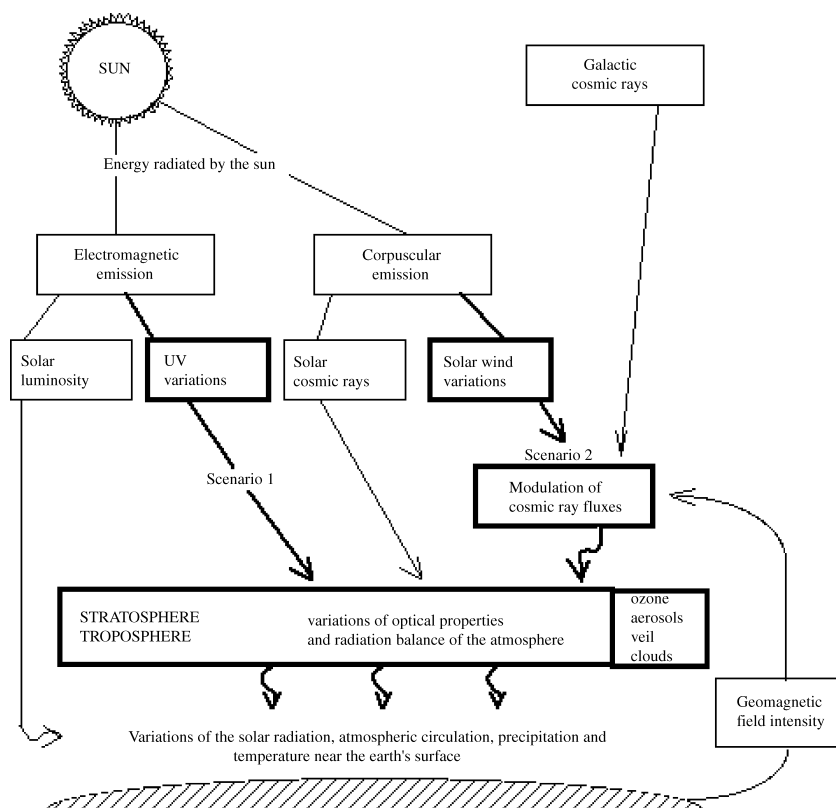 SUN
Galactic
cosmic rays
Energy radiated by the sun
Electromagnetic
emission
Corpuscular
emission
Solar
luminosity
UV
variations
Solar
cosmic rays
Solar wind
variations
Scenario 1
Scenario 2
Modulation of
cosmic ray fluxes
STRATOSPHERE
TROPOSPHERE
variations of optical properties
and radiation balance of the atmosphere
ozone
aerosols
veil
clouds
Geomagnetic
field intensity
Variations of the solar radiation, atmospheric circulation, precipitation and
temperature near the earth's surface